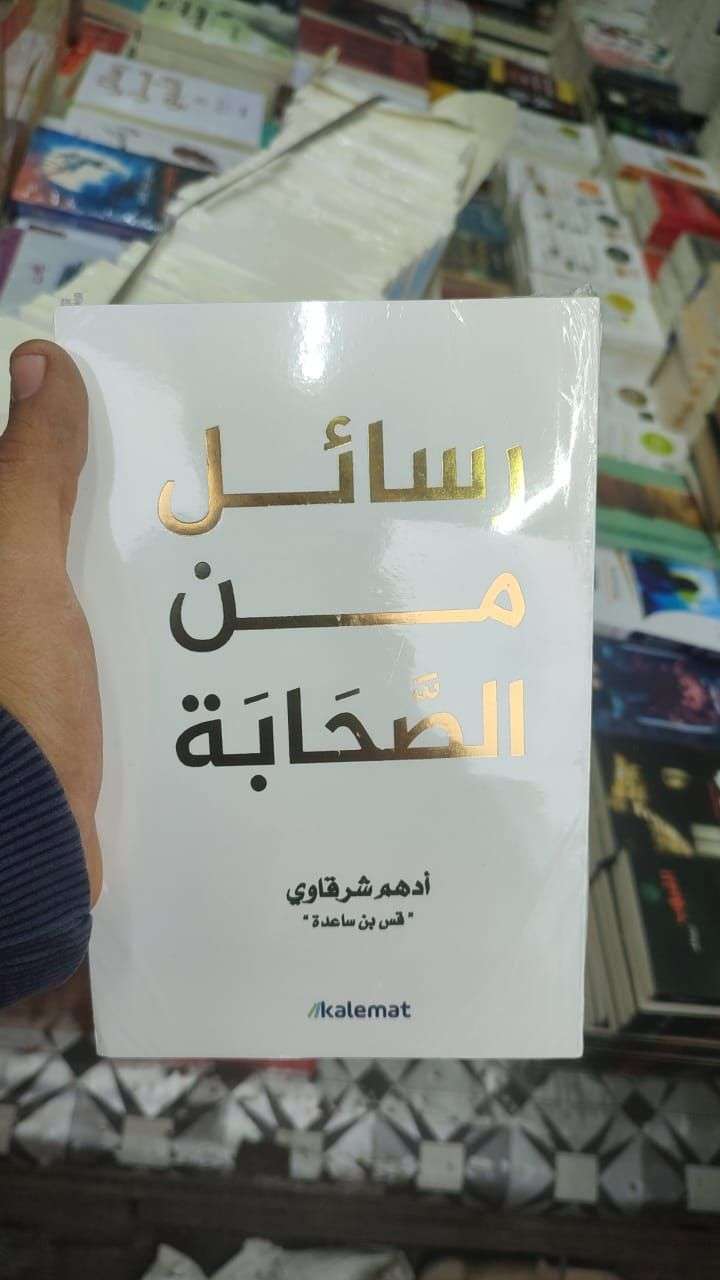 رسائل
من
الصَّحَابَة
أدهم شرقاوي
"قس بن ساعدة"
kalemat